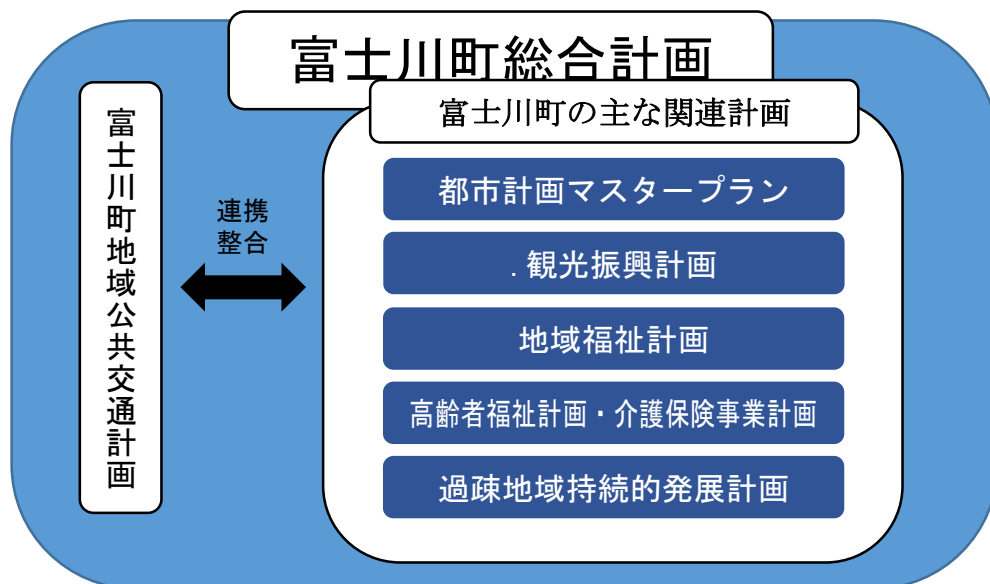 富士川町総合計画
富士川町地域公共交通計画
連携
整合
富士川町の主な関連計画
都市計画マスタープラン
. 観光振興計画
地域福祉計画
高齢者福祉計画・介護保険事業計画
過疎地域持続的発展計画